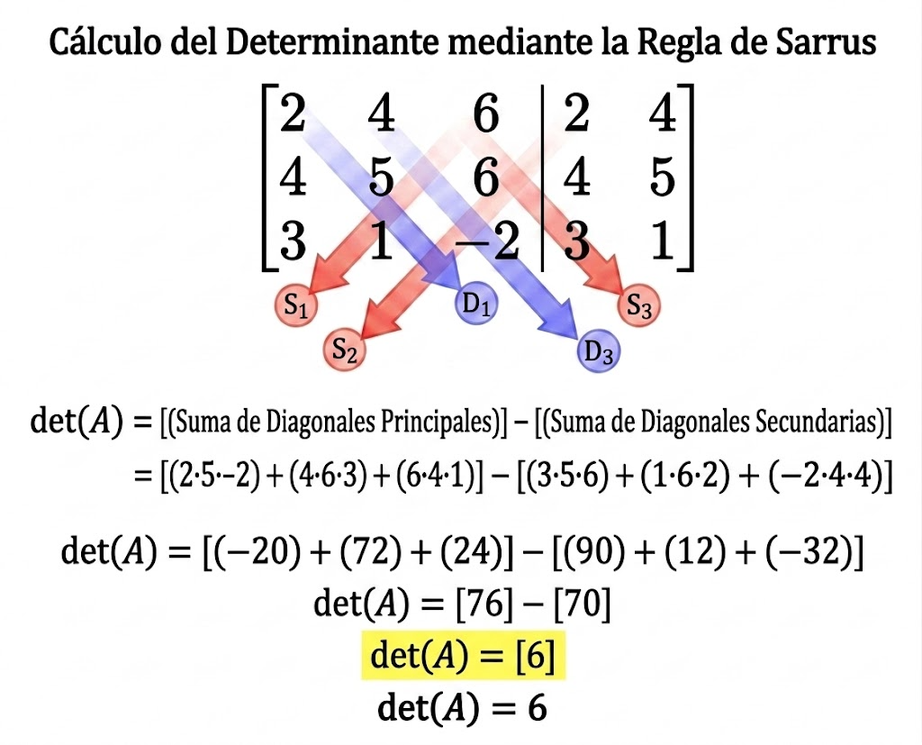 Cálculo del Determinante mediante la Regla de Sarrus
[2 4 6 | 2 4]
4 5 6 | 4 5
3 1 −2 | 3 1
S₁ D₁ S₃
S₂ D₃
det(A) = [(Suma de Diagonales Principales)] − [(Suma de Diagonales Secundarias)]
= [(2·5·−2) + (4·6·3) + (6·4·1)] − [(3·5·6) + (1·6·2) + (−2·4·4)]
det(A) = [(−20) + (72) + (24)] − [(90) + (12) + (−32)]
det(A) = [76] − [70]
det(A) = [6]
det(A) = 6